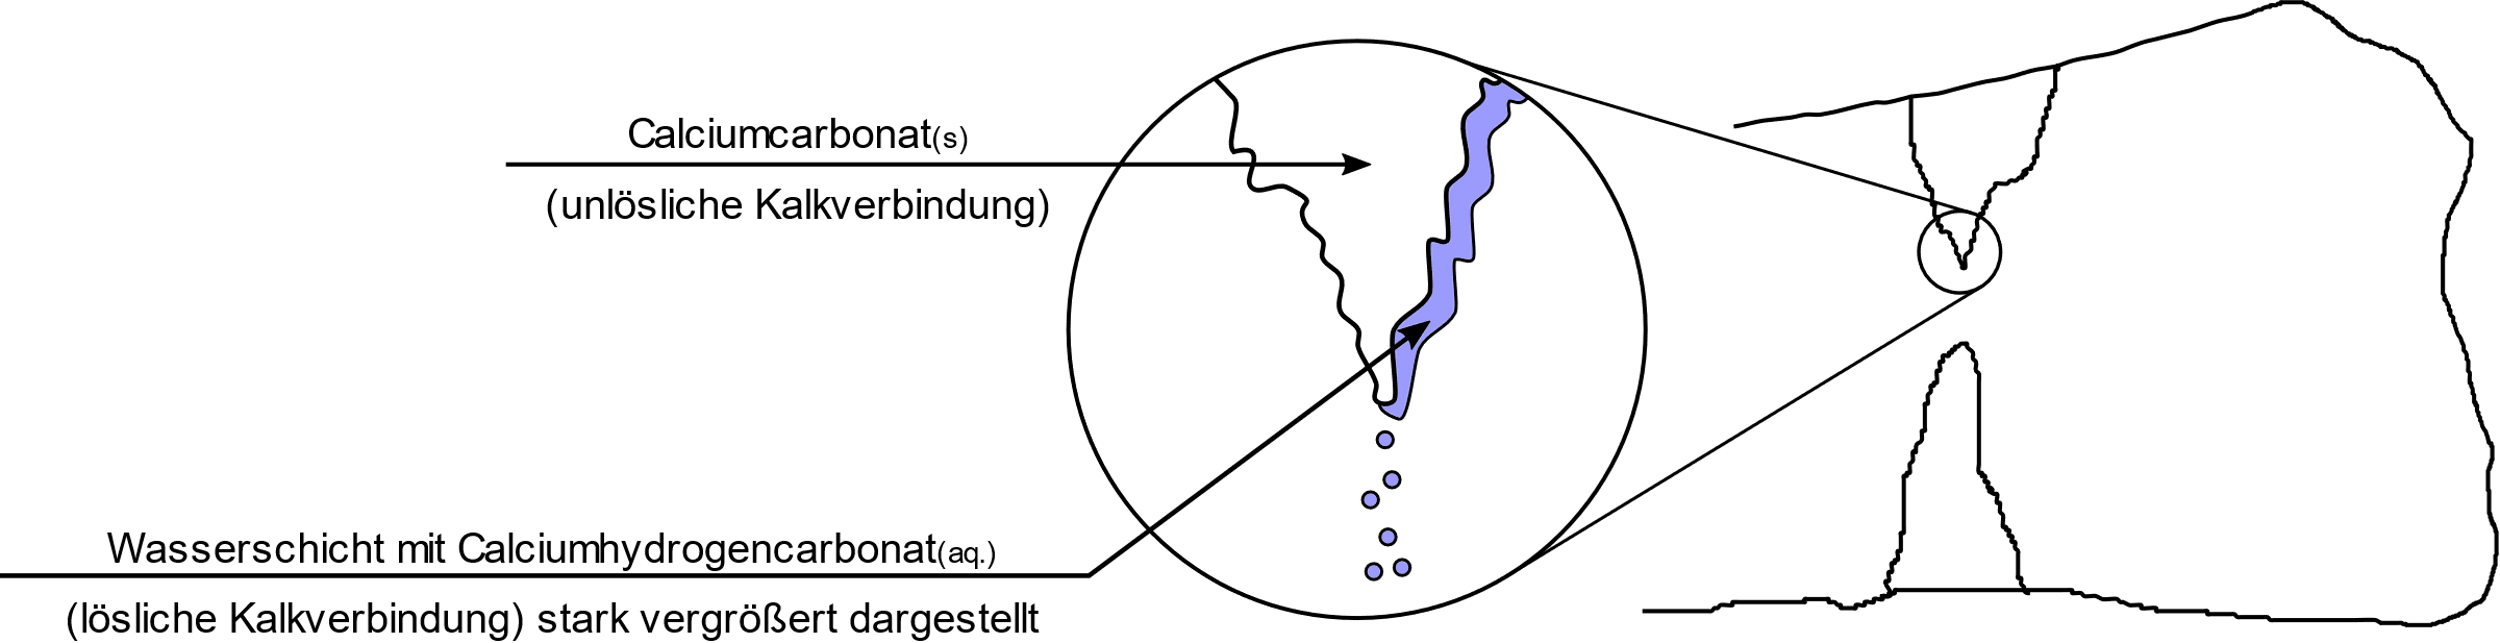 Calciumcarbonat(s)
(unlösliche Kalkverbindung)
Wasserschicht mit Calciumhydrogencarbonat(aq.)
(lösliche Kalkverbindung) stark vergrößert dargestellt